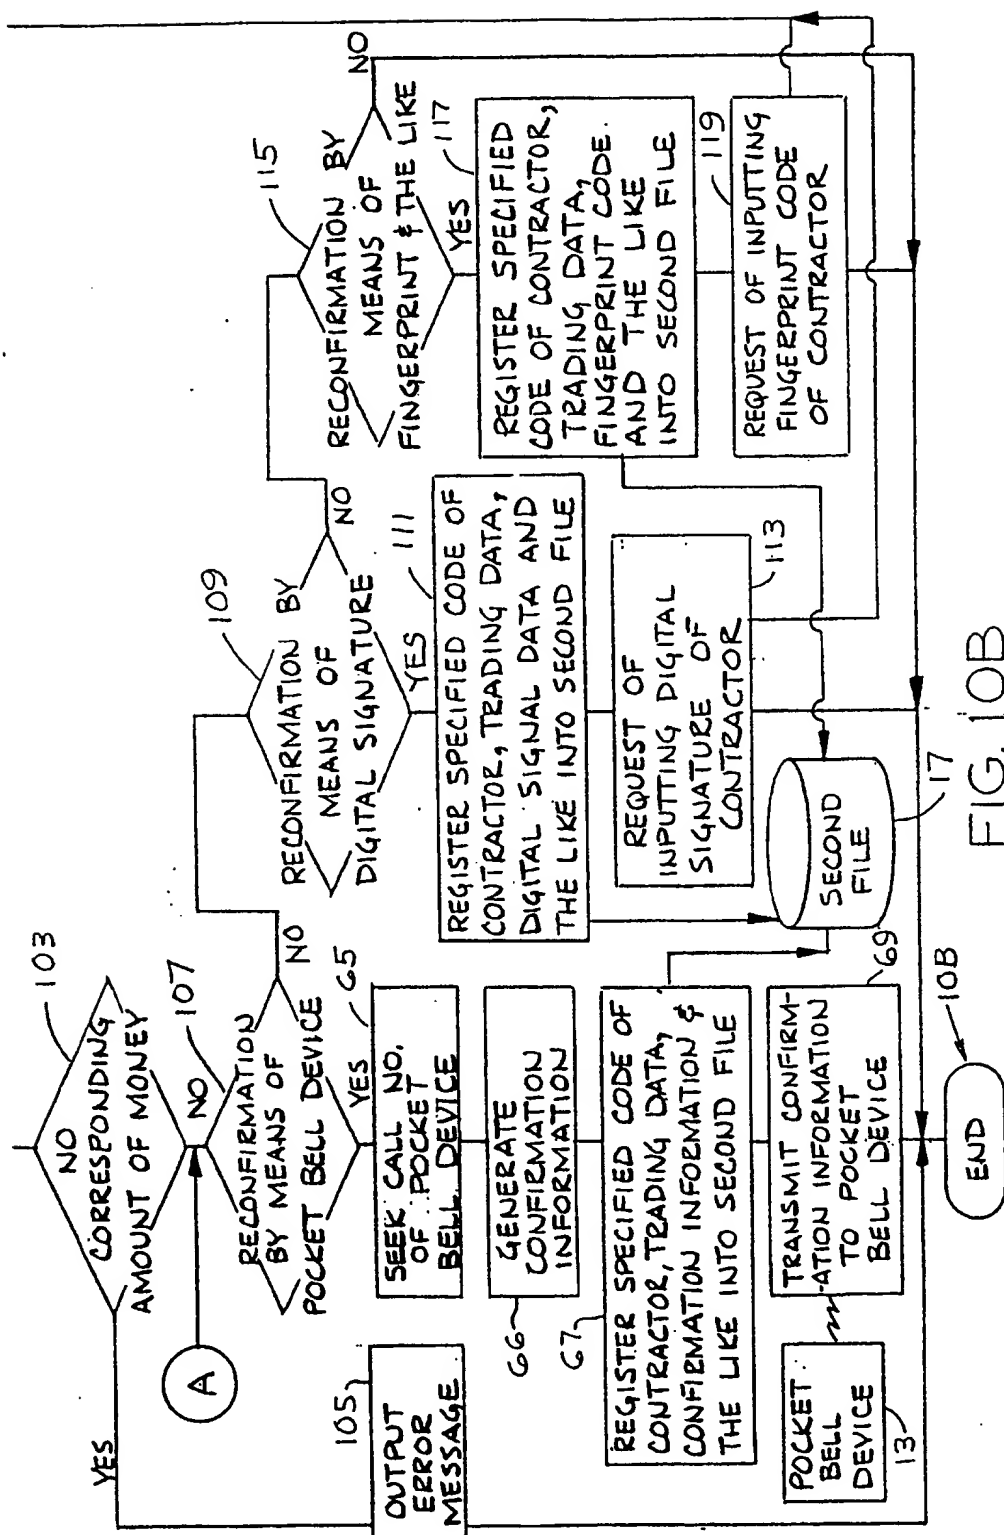 NO
CORRESPONDING
AMOUNT OF MONEY
103
YES
NO
A
107
RECONFIRMATION
BY MEANS OF
POCKET BELL DEVICE
NO
YES
105
OUTPUT
ERROR
MESSAGE
65
SEEK CALL NO.
OF POCKET
BELL DEVICE
66
GENERATE
CONFIRMATION
INFORMATION
67
REGISTER SPECIFIED CODE OF
CONTRACTOR, TRADING DATA,
CONFIRMATION INFORMATION &
THE LIKE INTO SECOND FILE
POCKET
BELL
DEVICE
13
TRANSMIT CONFIRM-
-ATION INFORMATION
TO POCKET
BELL DEVICE
69
END
10B
109
RECONFIRMATION BY
MEANS OF
DIGITAL SIGNATURE
NO
YES
111
REGISTER SPECIFIED CODE OF
CONTRACTOR, TRADING DATA,
DIGITAL SIGNAL DATA AND
THE LIKE INTO SECOND FILE
REQUEST OF
INPUTTING DIGITAL
SIGNATURE OF
CONTRACTOR
113
SECOND
FILE
17
115
RECONFIRMATION BY
MEANS OF
FINGERPRINT & THE LIKE
NO
YES
117
REGISTER SPECIFIED
CODE OF CONTRACTOR,
TRADING DATA,
FINGERPRINT CODE
AND THE LIKE
INTO SECOND FILE
119
REQUEST OF INPUTTING
FINGERPRINT CODE
OF CONTRACTOR
FIG. 10B